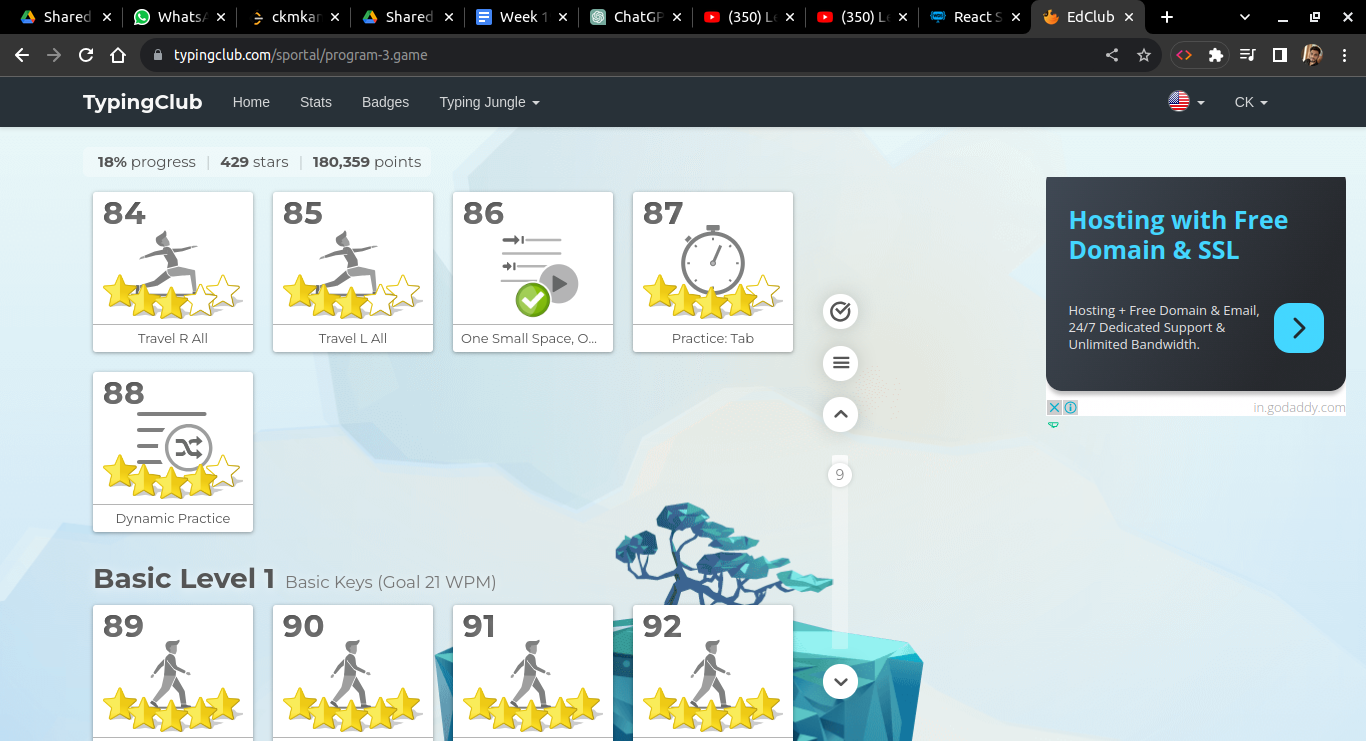 Shared
WhatsA
ckmkar
Shared
Week 1
ChatGP
(350) Le
(350) Le
React S
EdClub
typingclub.com/sportal/program-3.game
TypingClub Home Stats Badges Typing Jungle CK
18% progress | 429 stars | 180,359 points
84
85
86
87
Travel R All
Travel L All
One Small Space, O...
Practice: Tab
88
Dynamic Practice
9
Hosting with Free
Domain & SSL
Hosting + Free Domain & Email,
24/7 Dedicated Support &
Unlimited Bandwidth.
in.godaddy.com
Basic Level 1 Basic Keys (Goal 21 WPM)
89
90
91
92